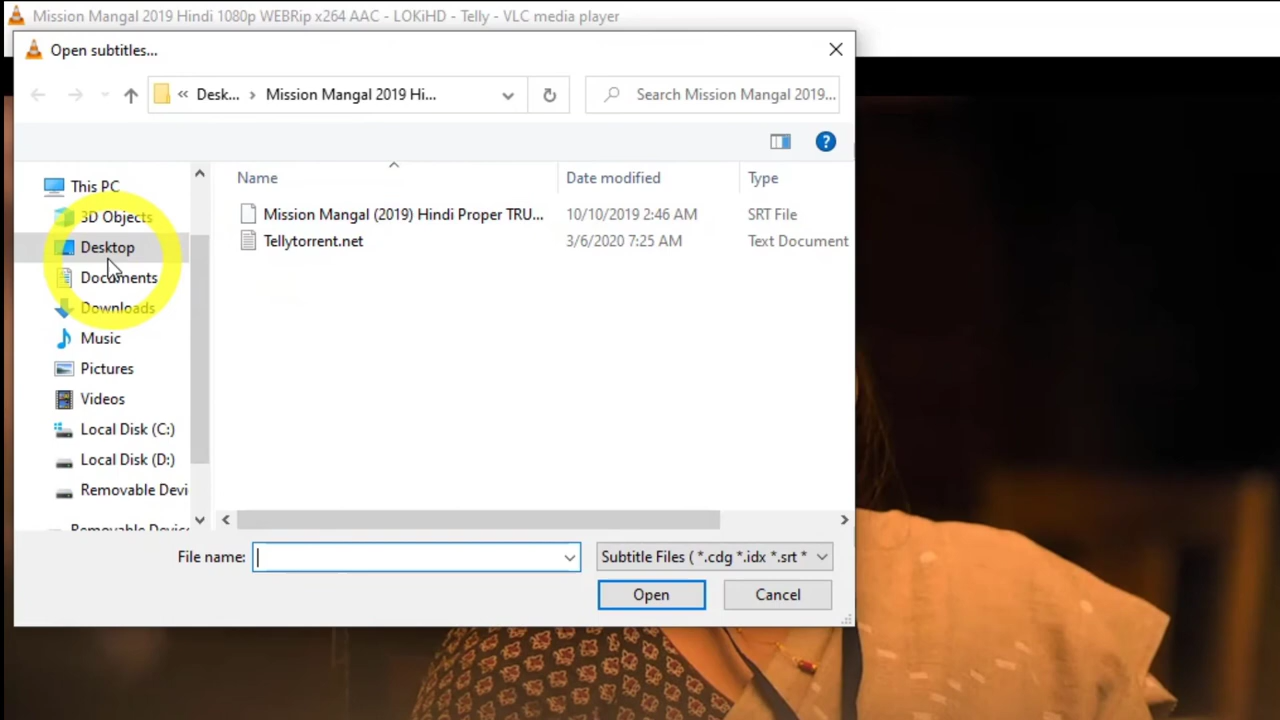 Mission Mangal 2019 Hindi 1080p WEBRip x264 AAC - LOKiHD - Telly - VLC media player
Open subtitles...
« Desk... › Mission Mangal 2019 Hi...
Search Mission Mangal 2019...
?
Name Date modified Type
This PC
3D Objects
Desktop
Documents
Downloads
Music
Pictures
Videos
Local Disk (C:)
Local Disk (D:)
Removable Devi
Removable Device
Mission Mangal (2019) Hindi Proper TRU... 10/10/2019 2:46 AM SRT File
Tellytorrent.net 3/6/2020 7:25 AM Text Document
File name:
Subtitle Files ( *.cdg *.idx *.srt *
Open Cancel